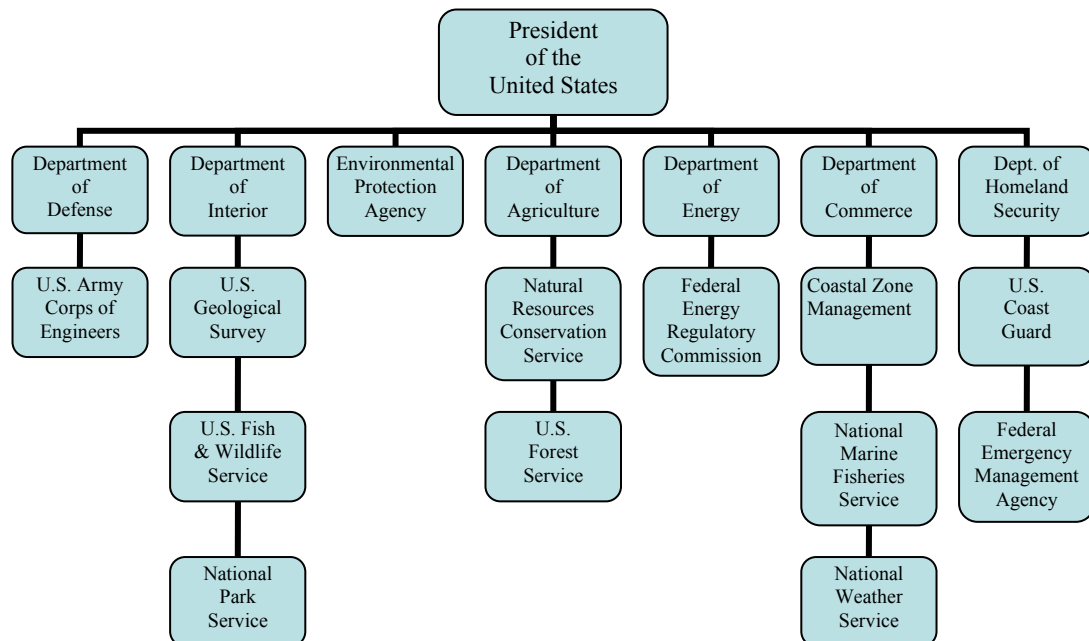 President
of the
United States
Department
of
Defense
Department
of
Interior
Environmental
Protection
Agency
Department
of
Agriculture
Department
of
Energy
Department
of
Commerce
Dept. of
Homeland
Security
U.S. Army
Corps of
Engineers
U.S.
Geological
Survey
Natural
Resources
Conservation
Service
Federal
Energy
Regulatory
Commission
Coastal Zone
Management
U.S.
Coast
Guard
U.S. Fish
& Wildlife
Service
U.S.
Forest
Service
National
Marine
Fisheries
Service
Federal
Emergency
Management
Agency
National
Park
Service
National
Weather
Service